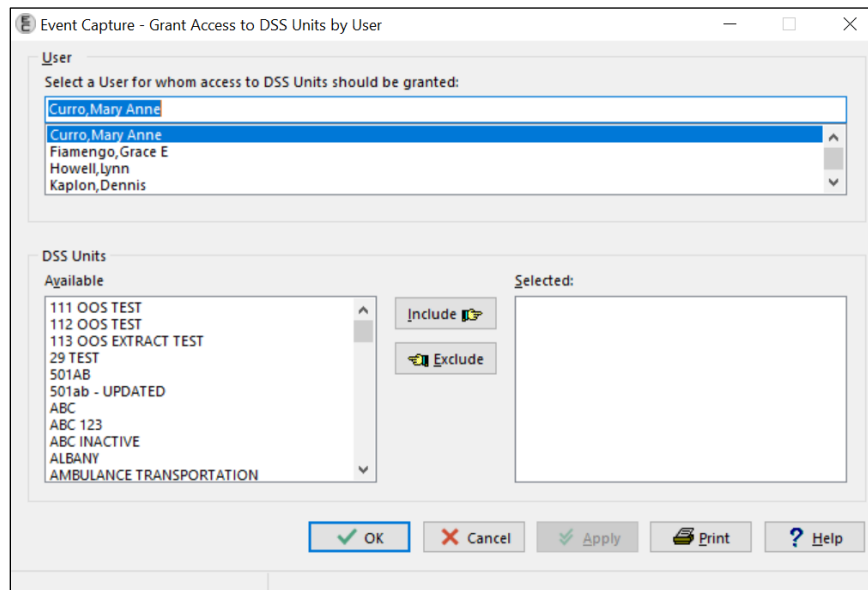 Event Capture - Grant Access to DSS Units by User
User
Select a User for whom access to DSS Units should be granted:
Curro,Mary Anne
Curro,Mary Anne
Fiamengo,Grace E
Howell,Lynn
Kaplon,Dennis
DSS Units
Available
111 OOS TEST
112 OOS TEST
113 OOS EXTRACT TEST
29 TEST
501AB
501ab - UPDATED
ABC
ABC 123
ABC INACTIVE
ALBANY
AMBULANCE TRANSPORTATION
Include
Exclude
Selected:
OK
Cancel
Apply
Print
Help